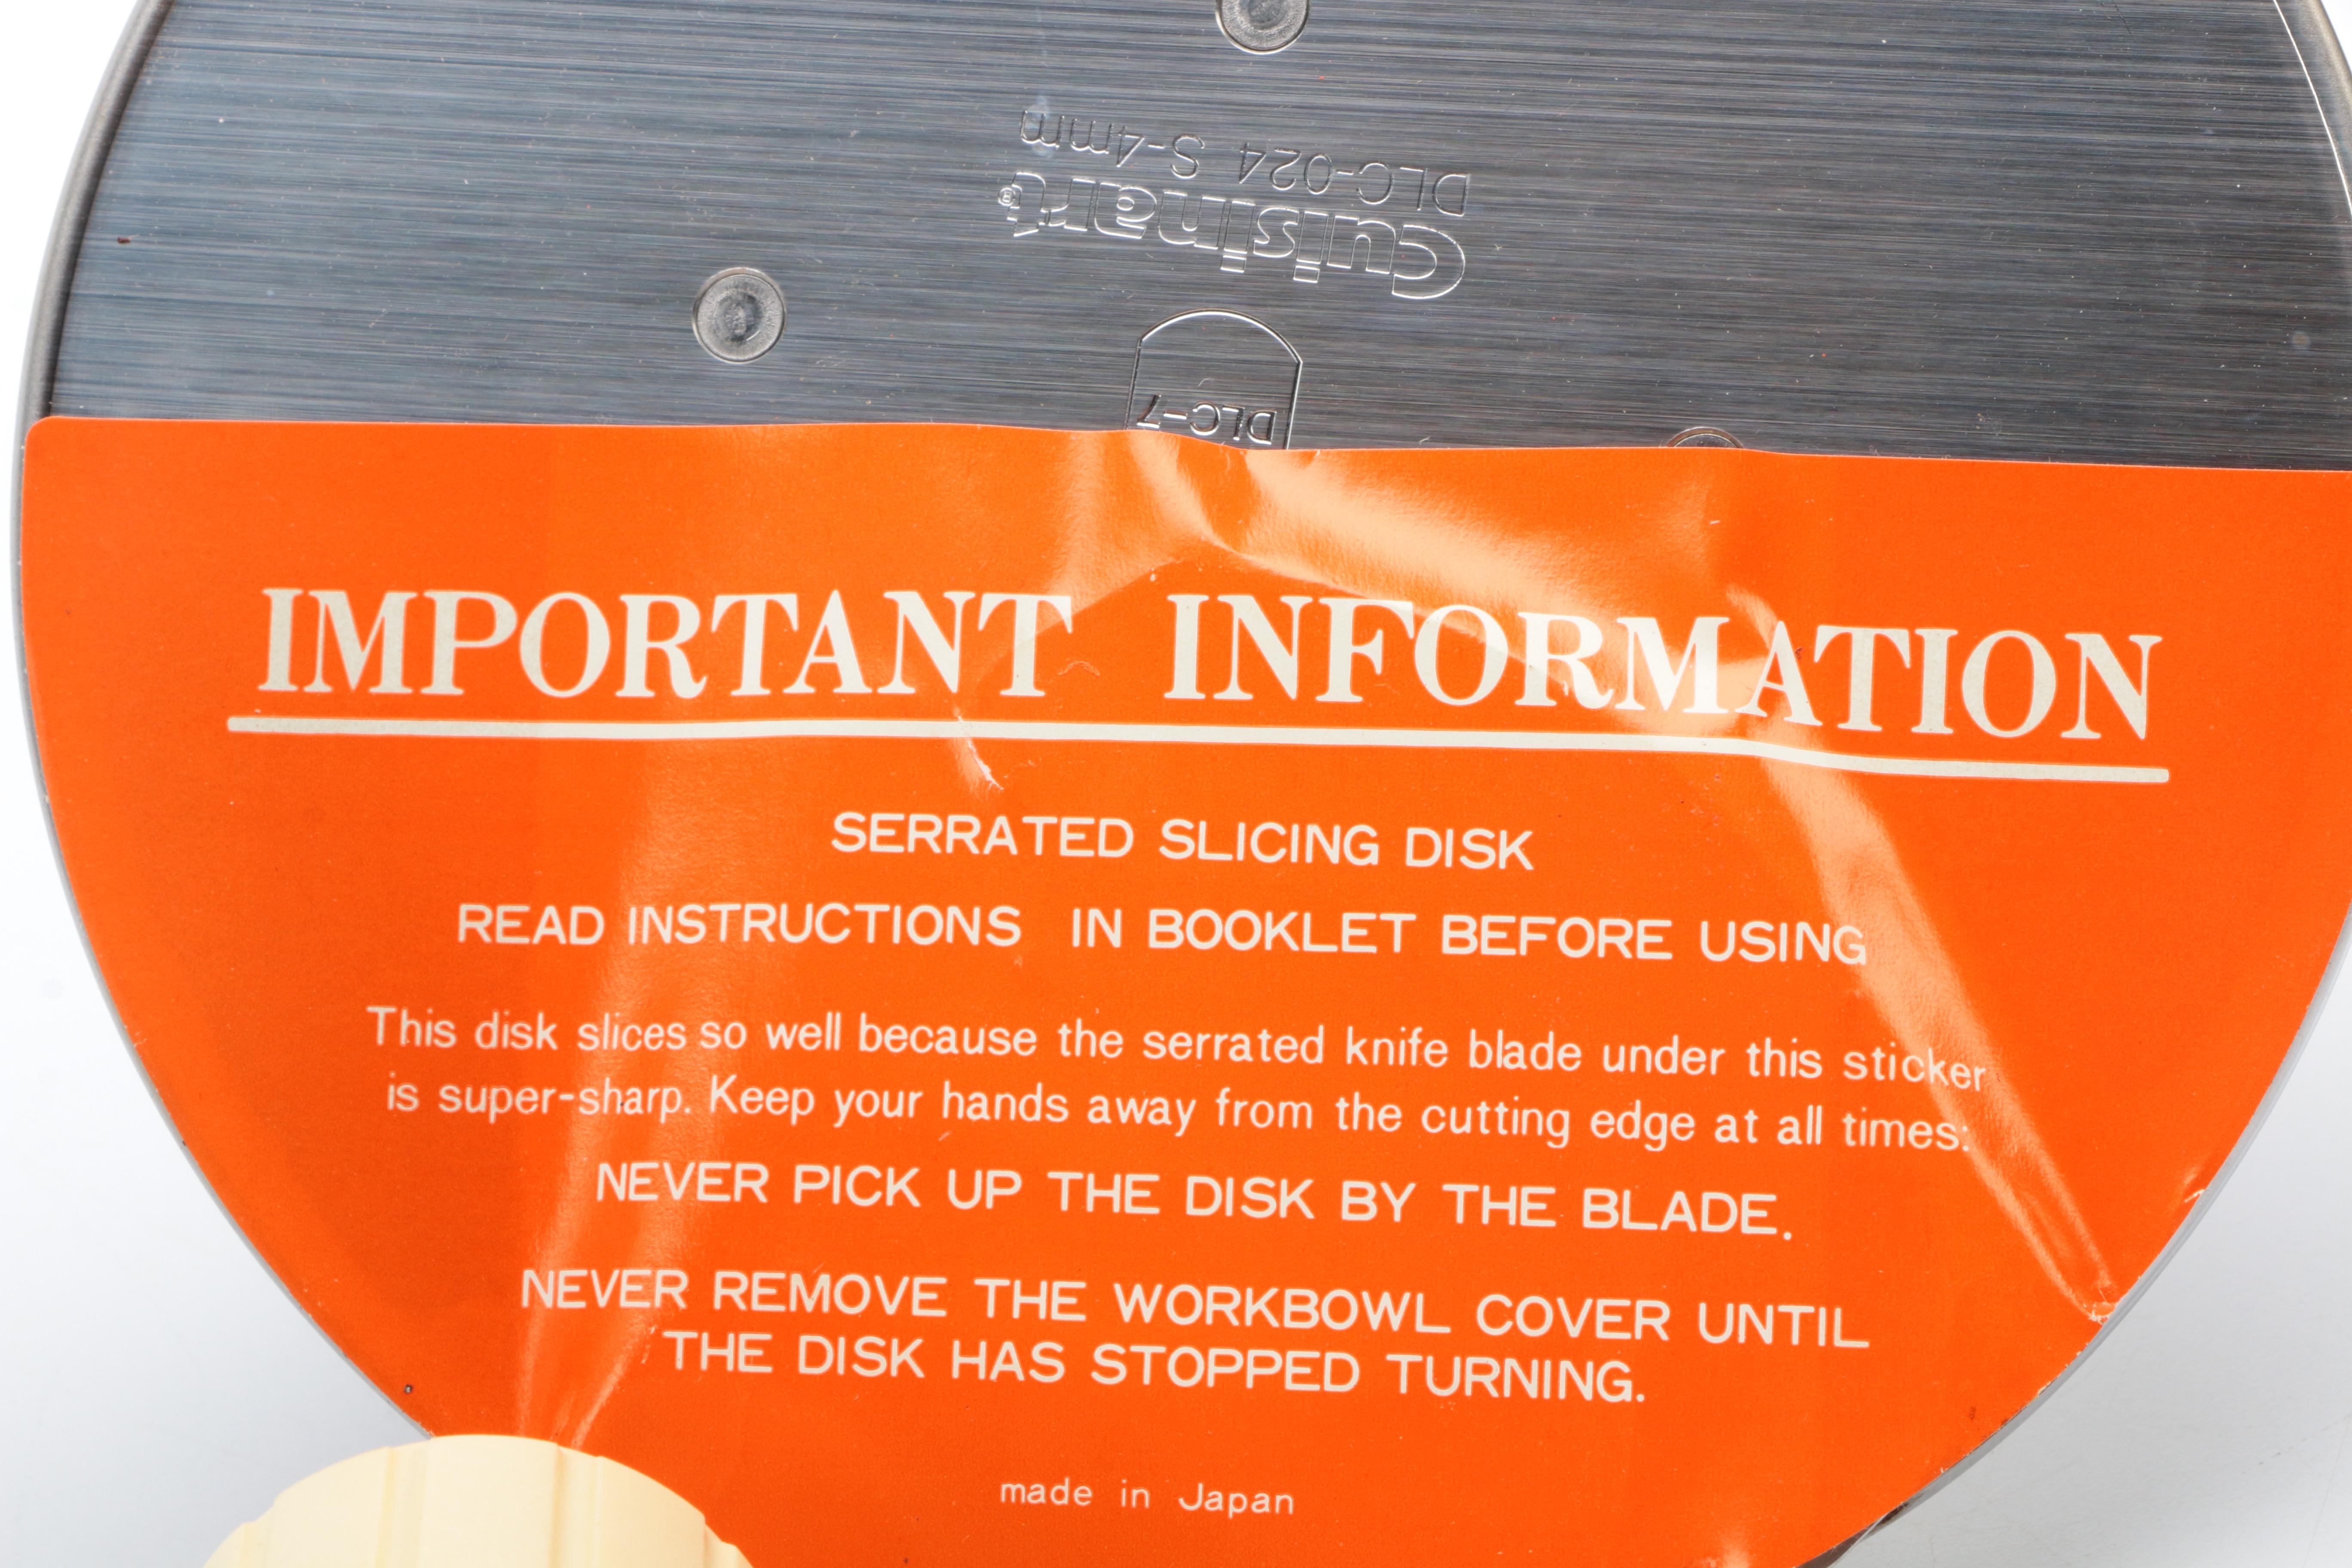 Cuisinart®
DLC-024 S-4mm
DLC-7
IMPORTANT INFORMATION
SERRATED SLICING DISK
READ INSTRUCTIONS IN BOOKLET BEFORE USING
This disk slices so well because the serrated knife blade under this sticker
is super-sharp. Keep your hands away from the cutting edge at all times:
NEVER PICK UP THE DISK BY THE BLADE.
NEVER REMOVE THE WORKBOWL COVER UNTIL
THE DISK HAS STOPPED TURNING.
made in Japan